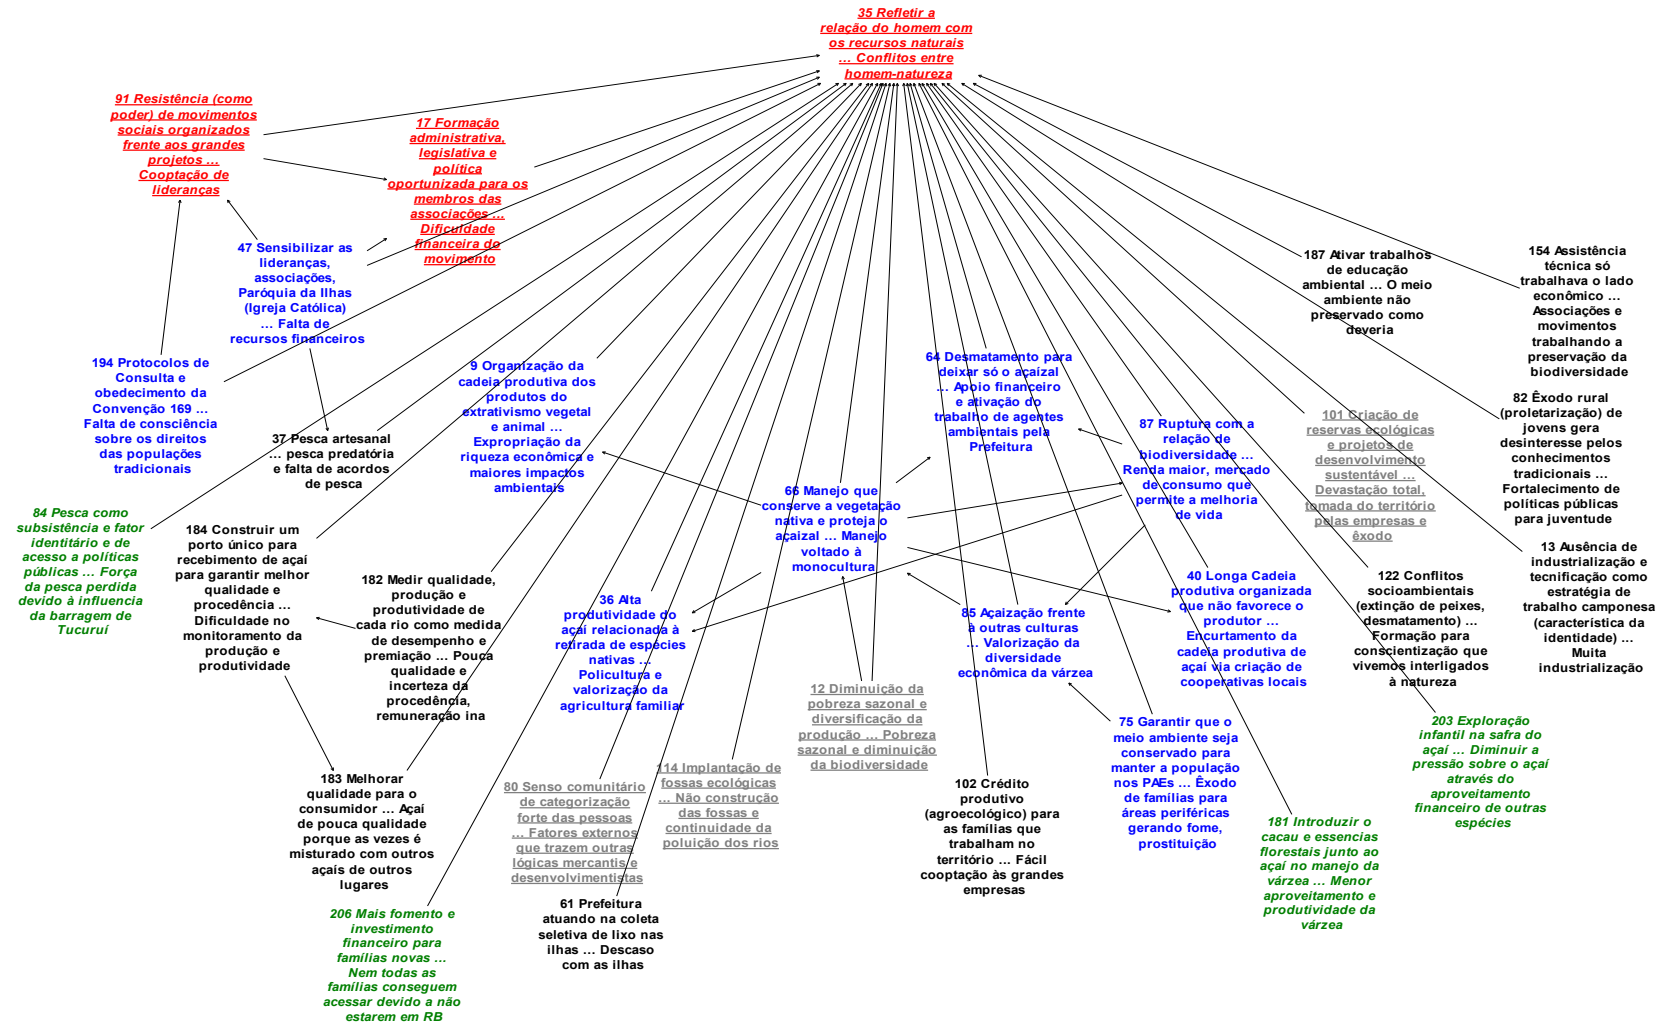 35 Refletir a
relação do homem com
os recursos naturais
... Conflitos entre
homem-natureza
91 Resistência (como
poder) de movimentos
sociais organizados
frente aos grandes
projetos ...
Cooptação de
lideranças
17 Formação
administrativa,
legislativa e
política
oportunizada para os
membros das
associações ...
Dificuldade
financeira do
movimento
47 Sensibilizar as
lideranças,
associações,
Paróquia da Ilhas
(Igreja Católica)
... Falta de
recursos financeiros
187 Ativar trabalhos
de educação
ambiental ... O meio
ambiente não
preservado como
deveria
154 Assistência
técnica só
trabalhava o lado
econômico ...
Associações e
movimentos
trabalhando a
preservação da
biodiversidade
194 Protocolos de
Consulta e
obedecimento da
Convenção 169 ...
Falta de consciência
sobre os direitos
das populações
tradicionais
9 Organização da
cadeia produtiva dos
produtos do
extrativismo vegetal
e animal ...
Expropriação da
riqueza econômica e
maiores impactos
ambientais
64 Desmatamento para
deixar só o açaízal
... Apoio financeiro
e ativação do
trabalho de agentes
ambientais pela
Prefeitura
82 Êxodo rural
(proletarização) de
jovens gera
desinteresse pelos
conhecimentos
tradicionais ...
Fortalecimento de
políticas públicas
para juventude
37 Pesca artesanal
... pesca predatória
e falta de acordos
de pesca
87 Ruptura com a
relação de
biodiversidade ...
Renda maior, mercado
de consumo que
permite a melhoria
de vida
101 Criação de
reservas ecológicas
e projetos de
desenvolvimento
sustentável ...
Devastação total,
tomada do território
pelas empresas e
êxodo
66 Manejo que
conserve a vegetação
nativa e proteja o
açaizal ... Manejo
voltado à
monocultura
84 Pesca como
subsistência e fator
identitário e de
acesso a políticas
públicas ... Força
da pesca perdida
devido à influencia
da barragem de
Tucuruí
184 Construir um
porto único para
recebimento de açaí
para garantir melhor
qualidade e
procedência ...
Dificuldade no
monitoramento da
produção e
produtividade
13 Ausência de
industrialização e
tecnificação como
estratégia de
trabalho camponesa
(característica da
identidade) ...
Muita
industrialização
182 Medir qualidade,
produção e
produtividade de
cada rio como medida
de desempenho e
premiação ... Pouca
qualidade e
incerteza da
procedência,
remuneração ina
36 Alta
produtividade do
açaí relacionada à
retirada de espécies
nativas ...
Policultura e
valorização da
agricultura familiar
85 Açaização frente
à outras culturas
... Valorização da
diversidade
econômica da várzea
40 Longa Cadeia
produtiva organizada
que não favorece o
produtor ...
Encurtamento da
cadeia produtiva de
açaí via criação de
cooperativas locais
122 Conflitos
socioambientais
(extinção de peixes,
desmatamento) ...
Formação para
conscientização que
vivemos interligados
à natureza
12 Diminuição da
pobreza sazonal e
diversificação da
produção ... Pobreza
sazonal e diminuição
da biodiversidade
75 Garantir que o
meio ambiente seja
conservado para
manter a população
nos PAEs ... Êxodo
de famílias para
áreas periféricas
gerando fome,
prostituição
203 Exploração
infantil na safra do
açaí ... Diminuir a
pressão sobre o açaí
através do
aproveitamento
financeiro de outras
espécies
183 Melhorar
qualidade para o
consumidor ... Açaí
de pouca qualidade
porque as vezes é
misturado com outros
açaís de outros
lugares
80 Senso comunitário
de categorização
forte das pessoas
... Fatores externos
que trazem outras
lógicas mercantis e
desenvolvimentistas
114 Implantação de
fossas ecológicas
... Não construção
das fossas e
continuidade da
poluição dos rios
102 Crédito
produtivo
(agroecológico) para
as famílias que
trabalham no
território ... Fácil
cooptação às grandes
empresas
181 Introduzir o
cacau e essencias
florestais junto ao
açaí no manejo da
várzea ... Menor
aproveitamento e
produtividade da
várzea
61 Prefeitura
atuando na coleta
seletiva de lixo nas
ilhas ... Descaso
com as ilhas
206 Mais fomento e
investimento
financeiro para
famílias novas ...
Nem todas as
famílias conseguem
acessar devido a não
estarem em RB